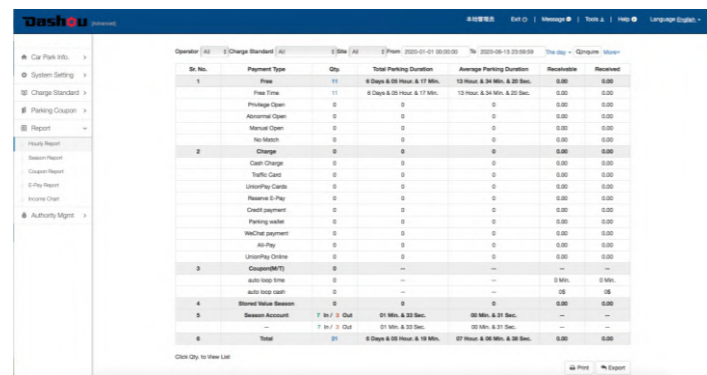 Dashou [Advanced] 本地管理员 Exit | Message 0 | Tools | Help Language English
Car Park Info.
System Setting
Charge Standard
Parking Coupon
Report
Hourly Report
Season Report
Coupon Report
E-Pay Report
Income Chart
Authority Mgmt
Operator All Charge Standard All Site All From 2020-01-01 00:00:00 To 2020-08-13 23:59:59 The day Inquire More
Sr. No. Payment Type Qty. Total Parking Duration Average Parking Duration Receivable Received
1 Free 11 6 Days & 05 Hour. & 17 Min. 13 Hour. & 34 Min. & 20 Sec. 0.00 0.00
Free Time 11 6 Days & 05 Hour. & 17 Min. 13 Hour. & 34 Min. & 20 Sec. 0.00 0.00
Privilege Open 0 0 0 0.00 0.00
Abnormal Open 0 0 0 0.00 0.00
Manual Open 0 0 0 0.00 0.00
No Match 0 0 0 0.00 0.00
2 Charge 0 0 0 0.00 0.00
Cash Charge 0 0 0 0.00 0.00
Traffic Card 0 0 0 0.00 0.00
UnionPay Cards 0 0 0 0.00 0.00
Reserve E-Pay 0 0 0 0.00 0.00
Credit payment 0 0 0 0.00 0.00
Parking wallet 0 0 0 0.00 0.00
WeChat payment 0 0 0 0.00 0.00
Ali-Pay 0 0 0 0.00 0.00
UnionPay Online 0 0 0 0.00 0.00
3 Coupon(M/T) 0 -- -- -- --
auto loop time 0 -- -- 0 Min. 0 Min.
auto loop cash 0 -- -- 0$ 0$
4 Stored Value Season 0 0 0 0.00 0.00
5 Season Account 7 In / 3 Out 01 Min. & 33 Sec. 00 Min. & 31 Sec. -- --
-- 7 In / 3 Out 01 Min. & 33 Sec. 00 Min. & 31 Sec. -- --
6 Total 21 6 Days & 05 Hour. & 19 Min. 07 Hour. & 06 Min. & 38 Sec. 0.00 0.00
Click Qty. to View List
Print Export